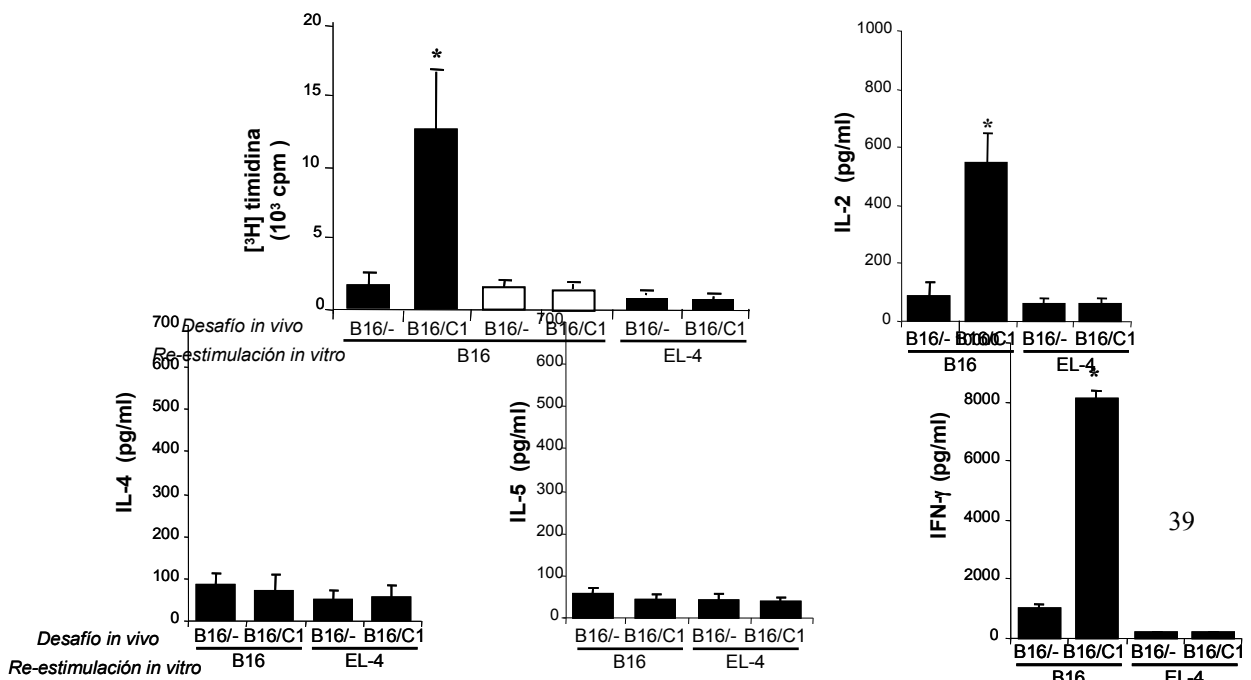 20
15
10
5
0
[³H] timidina
(10³ cpm )
*
Desafío in vivo
B16/- B16/C1 B16/- B16/C1 B16/- B16/C1
Re-estimulación in vitro
B16 EL-4
1000
800
600
400
200
0
IL-2 (pg/ml)
*
B16/- B16/C1 B16/- B16/C1
B16 EL-4
700
600
500
400
300
200
100
0
IL-4 (pg/ml)
Desafío in vivo
B16/- B16/C1 B16/- B16/C1
Re-estimulación in vitro
B16 EL-4
700
600
500
400
300
200
100
0
IL-5 (pg/ml)
B16/- B16/C1 B16/- B16/C1
B16 EL-4
8000
6000
4000
2000
0
IFN-γ (pg/ml)
*
B16/- B16/C1 B16/- B16/C1
B16 EL-4
39